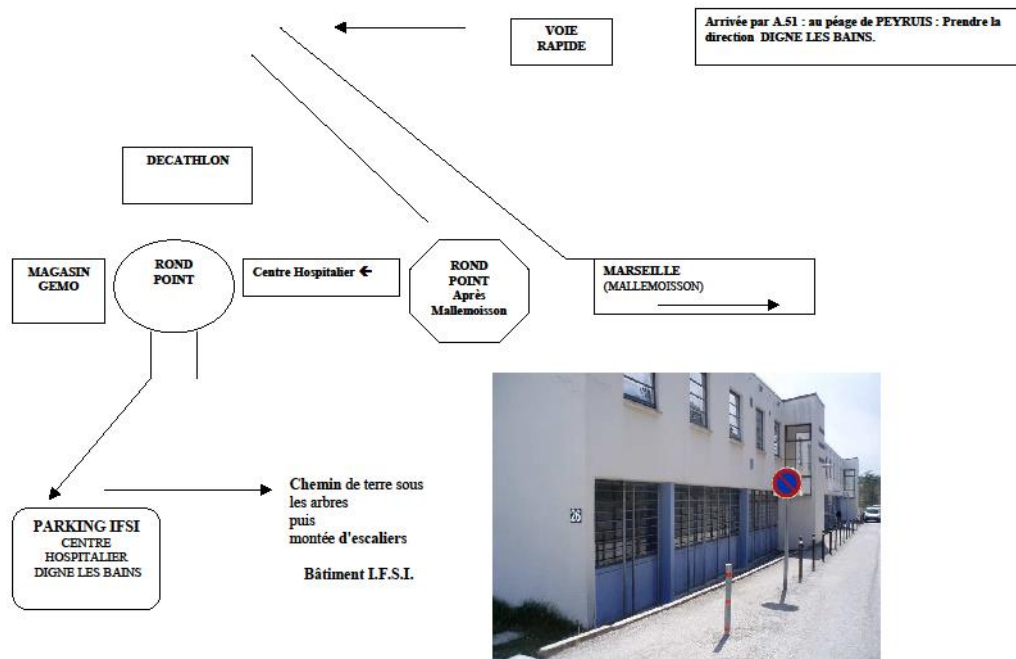 Arrivée par A.51 : au péage de PEYRUIS : Prendre la
direction DIGNE LES BAINS.
VOIE
RAPIDE
DECATHLON
MAGASIN
GEMO
ROND
POINT
Centre Hospitalier ←
ROND
POINT
Après
Mallemoisson
MARSEILLE
(MALLEMOISSON)
Chemin de terre sous
les arbres
puis
montée d'escaliers
Bâtiment I.F.S.I.
PARKING IFSI
CENTRE
HOSPITALIER
DIGNE LES BAINS
26